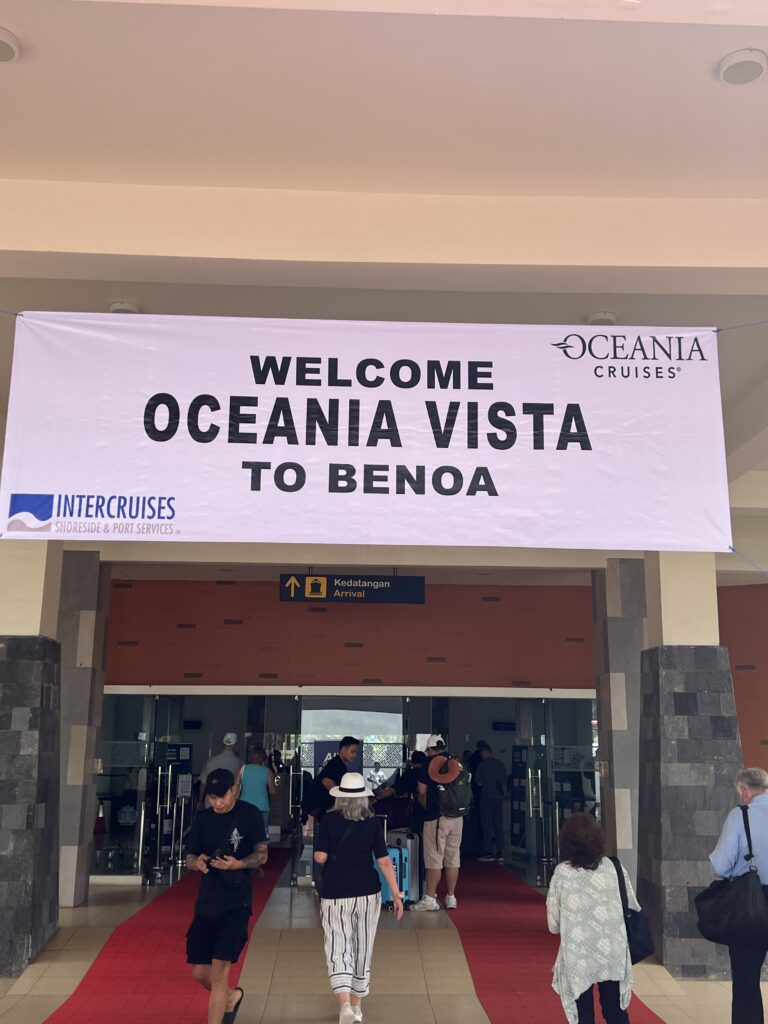 OCEANIA
CRUISES®
WELCOME
OCEANIA VISTA
TO BENOA
INTERCRUISES
SHORESIDE & PORT SERVICES
Kedatangan
Arrival